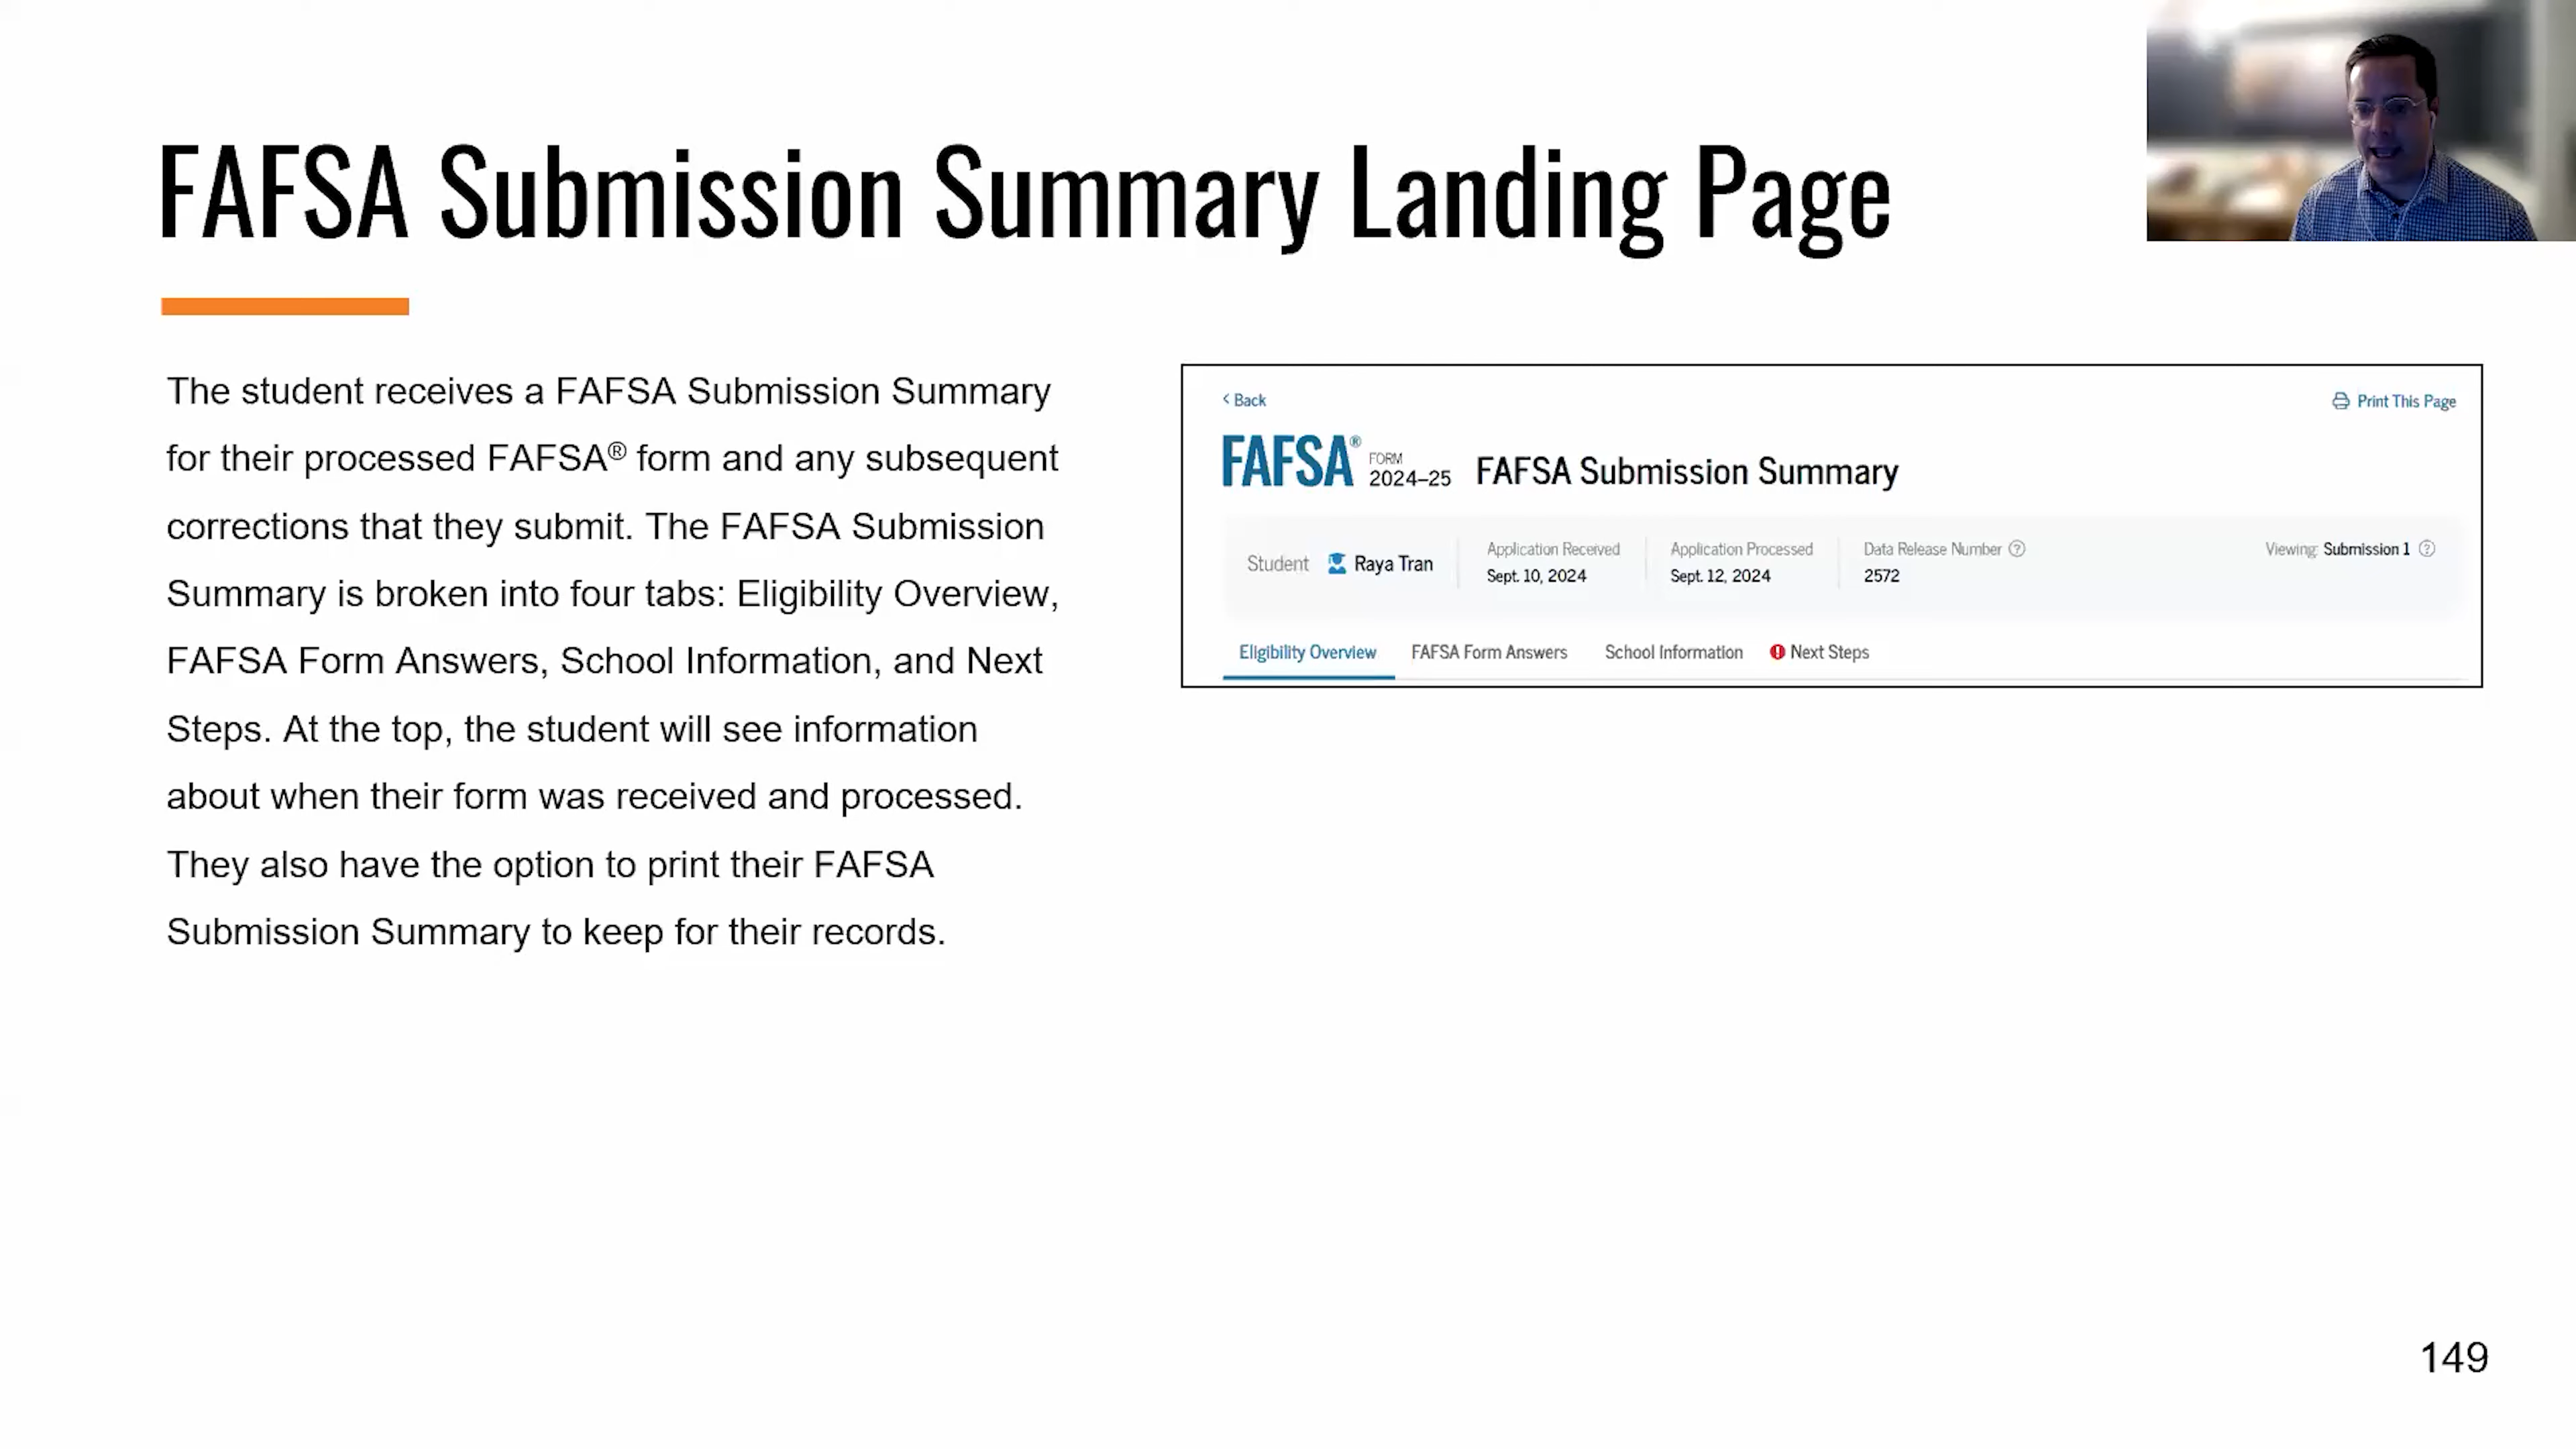 FAFSA Submission Summary Landing Page
The student receives a FAFSA Submission Summary
for their processed FAFSA® form and any subsequent
corrections that they submit. The FAFSA Submission
Summary is broken into four tabs: Eligibility Overview,
FAFSA Form Answers, School Information, and Next
Steps. At the top, the student will see information
about when their form was received and processed.
They also have the option to print their FAFSA
Submission Summary to keep for their records.
< Back
Print This Page
FAFSA® FORM 2024–25 FAFSA Submission Summary
Student Raya Tran
Application Received
Sept. 10, 2024
Application Processed
Sept. 12, 2024
Data Release Number
2572
Viewing: Submission 1
Eligibility Overview FAFSA Form Answers School Information Next Steps
149